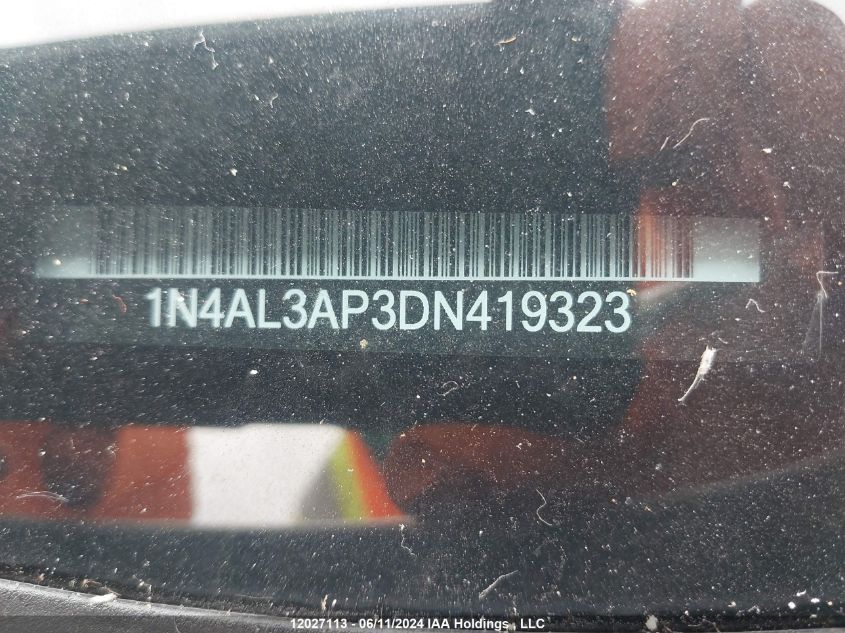 1N4AL3AP3DN419323
12027113 - 06/11/2024 IAA Holdings, LLC